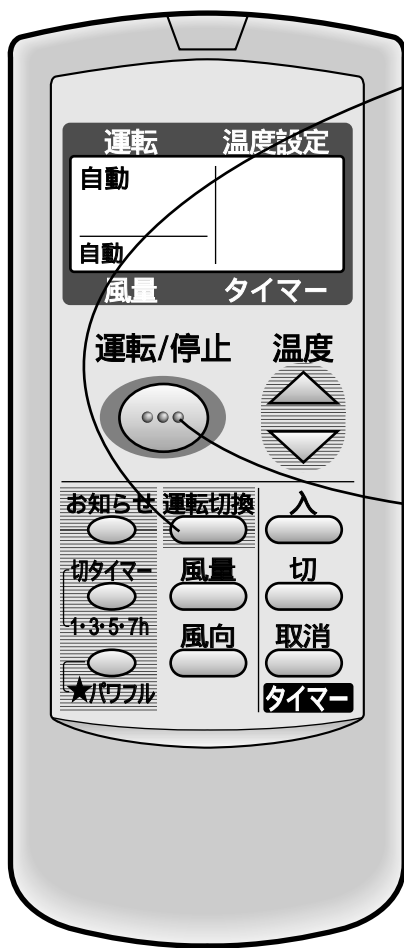 運転 温度設定
自動
自動
風量 タイマー
運転/停止 温度
お知らせ 運転切換 入
切タイマー 風量 切
1・3・5・7h 風向 取消
★パワフル タイマー